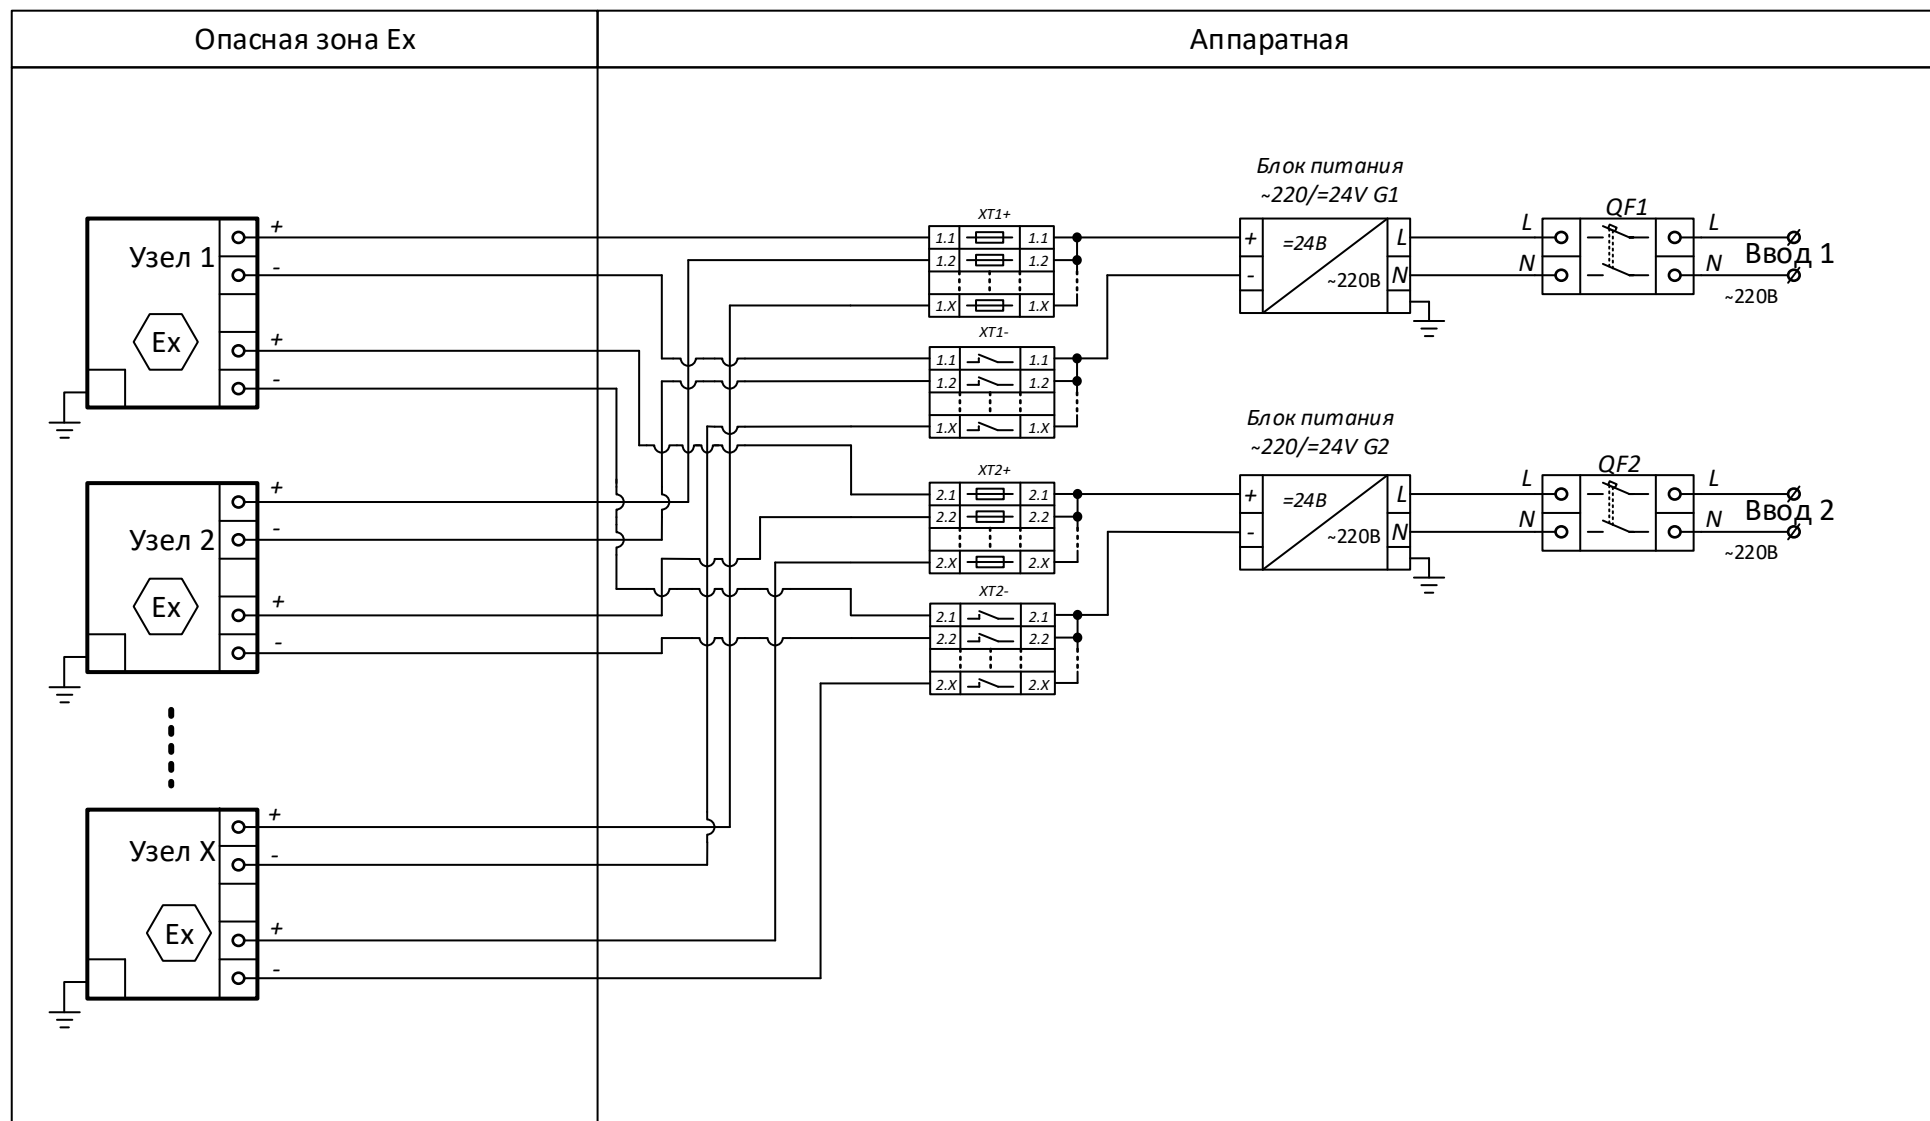 Опасная зона Ex
Аппаратная
Блок питания
~220/=24V G1
Узел 1
+
-
+
-
Ex
XT1+
1.1 1.1
1.2 1.2
1.X 1.X
XT1-
1.1 1.1
1.2 1.2
1.X 1.X
+ =24В L
- ~220В N
L QF1 L
N N
Ввод 1
~220В
Блок питания
~220/=24V G2
Узел 2
+
-
+
-
Ex
XT2+
2.1 2.1
2.2 2.2
2.X 2.X
XT2-
2.1 2.1
2.2 2.2
2.X 2.X
+ =24В L
- ~220В N
L QF2 L
N N
Ввод 2
~220В
Узел X
+
-
+
-
Ex